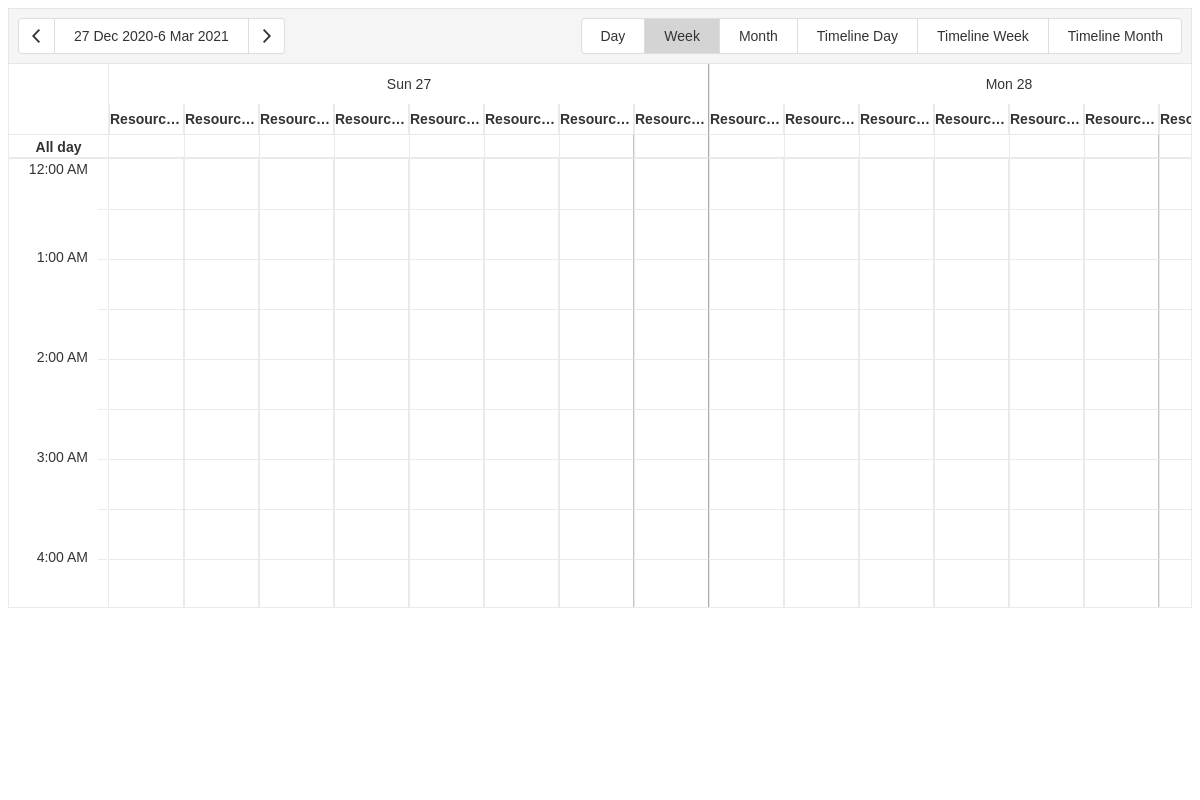 27 Dec 2020-6 Mar 2021 Day Week Month Timeline Day Timeline Week Timeline Month
Sun 27 Mon 28
Resourc... Resourc... Resourc... Resourc... Resourc... Resourc... Resourc... Resourc... Resourc... Resourc... Resourc... Resourc... Resourc... Resourc... Resc
All day
12:00 AM
1:00 AM
2:00 AM
3:00 AM
4:00 AM